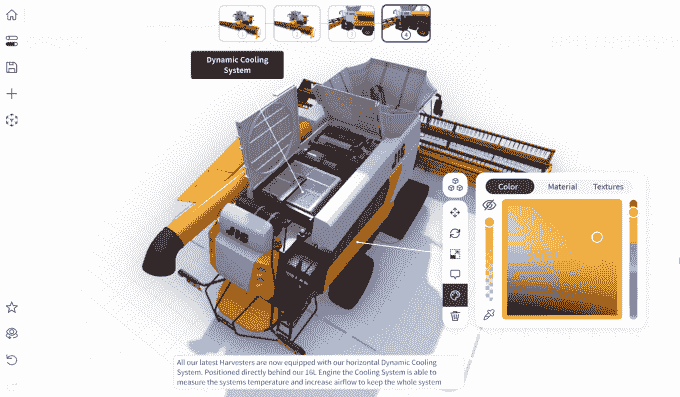 4
Dynamic Cooling
System
Color
Material
Textures
All our latest Harvesters are now equipped with our horizontal Dynamic Cooling
System. Positioned directly behind our 16L Engine the Cooling System is able to
measure the systems temperature and increase airflow to keep the whole system